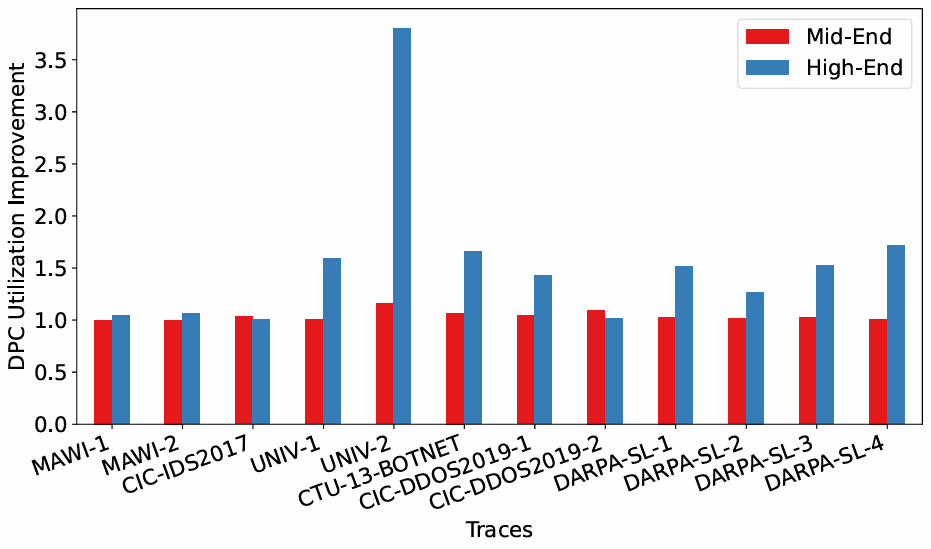 DPC Utilization Improvement
3.5
3.0
2.5
2.0
1.5
1.0
0.5
0.0
Mid-End
High-End
MAWI-1
MAWI-2
CIC-IDS2017
UNIV-1
UNIV-2
CTU-13-BOTNET
CIC-DDOS2019-1
CIC-DDOS2019-2
DARPA-SL-1
DARPA-SL-2
DARPA-SL-3
DARPA-SL-4
Traces